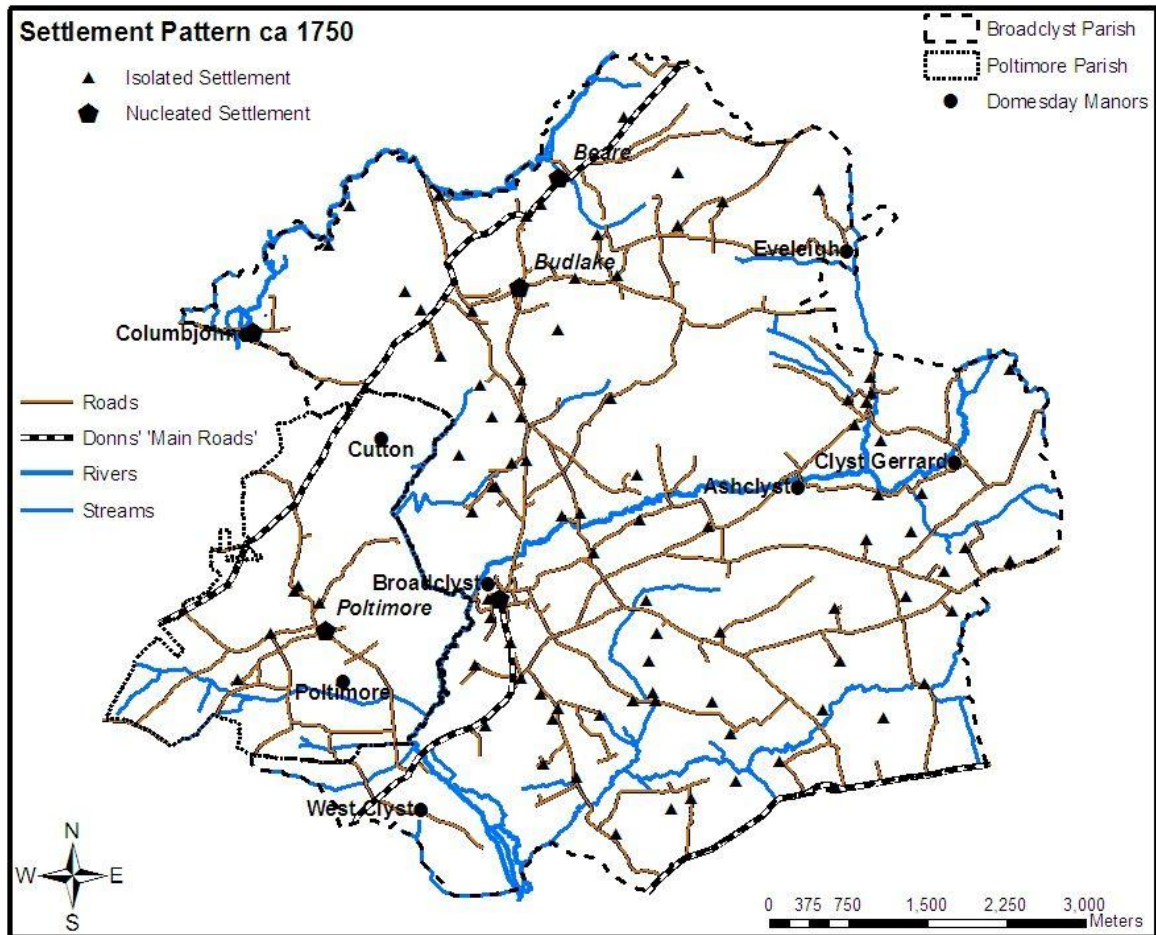 Settlement Pattern ca 1750
Isolated Settlement
Nucleated Settlement
Broadclyst Parish
Poltimore Parish
Domesday Manors
Beare
Eveleigh
Budlake
Columbjohn
Roads
Donns' 'Main Roads'
Rivers
Streams
Cutton
Clyst Gerrard
Ashclyst
Broadclyst
Poltimore
Poltimore
West Clyst
N
W E
S
0 375 750 1,500 2,250 3,000
Meters